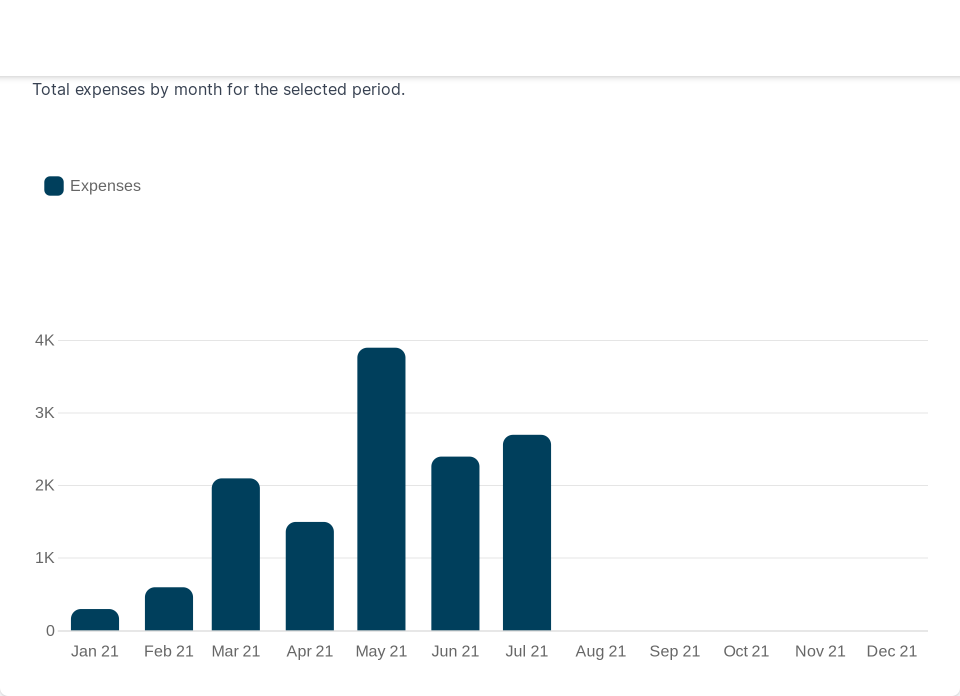 Total expenses by month for the selected period.
Expenses
4K
3K
2K
1K
0
Jan 21 Feb 21 Mar 21 Apr 21 May 21 Jun 21 Jul 21 Aug 21 Sep 21 Oct 21 Nov 21 Dec 21